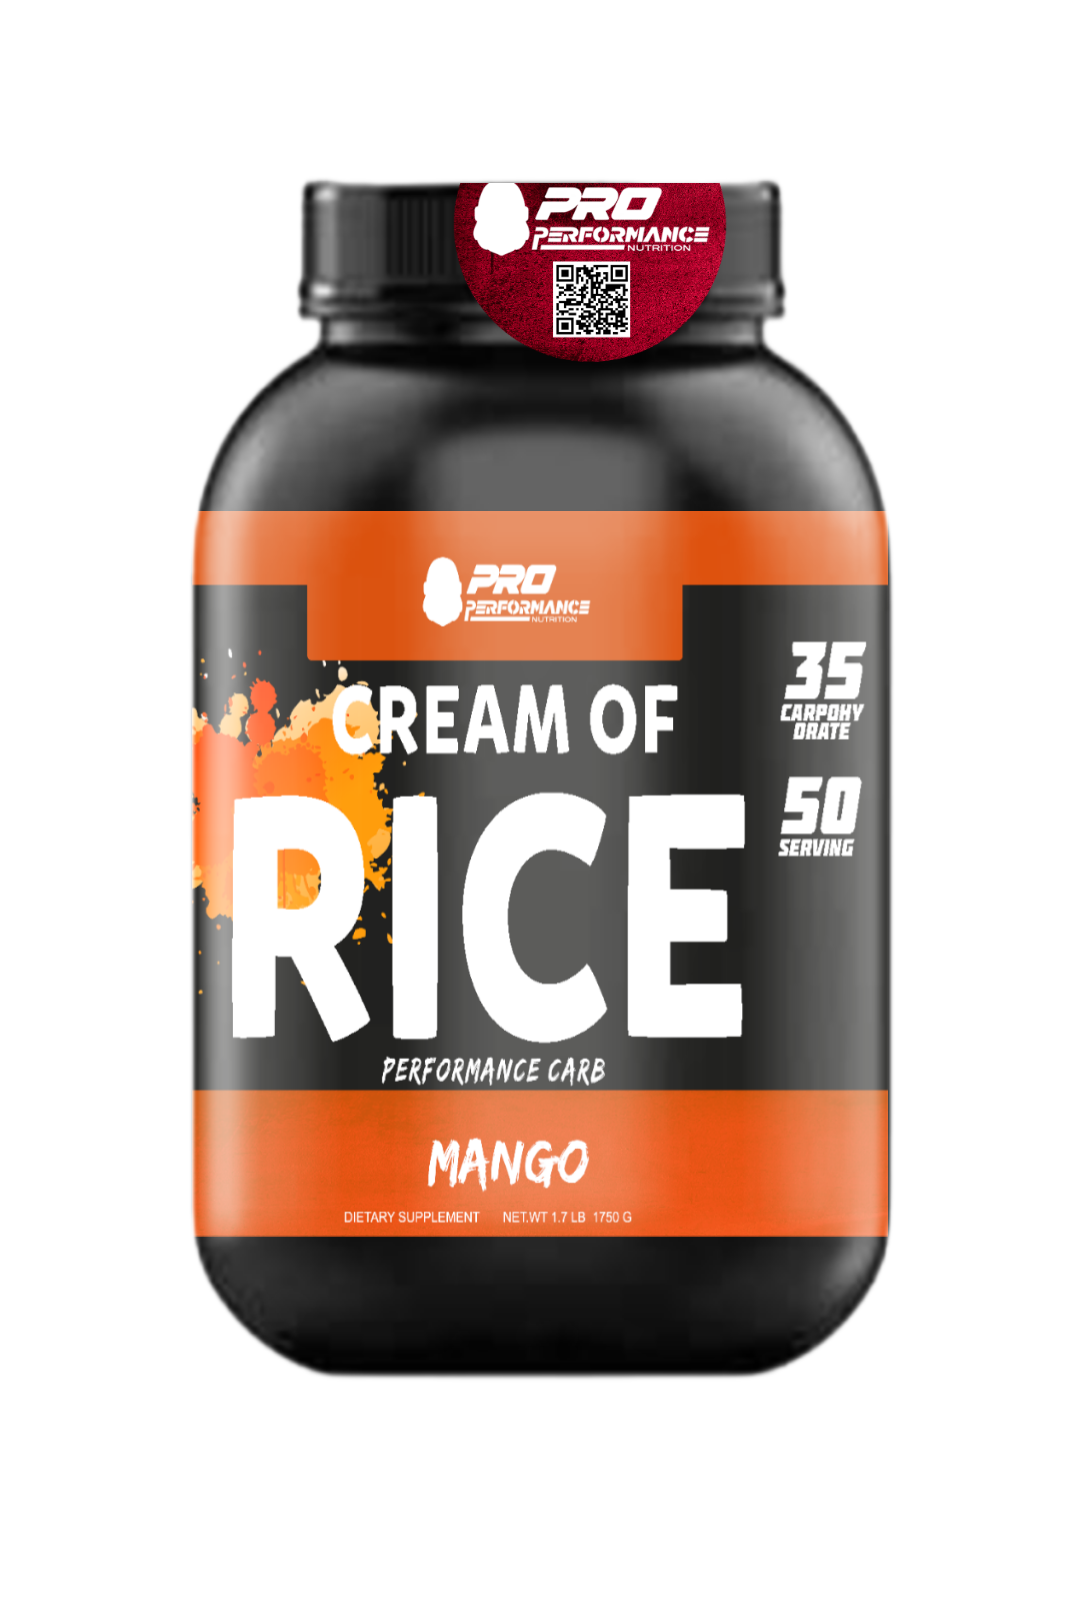 PRO
PERFORMANCE
NUTRITION
PRO
PERFORMANCE
NUTRITION
CREAM OF
RICE
PERFORMANCE CARB
35
CARPOHY
DRATE
50
SERVING
MANGO
DIETARY SUPPLEMENT NET.WT 1.7 LB 1750 G